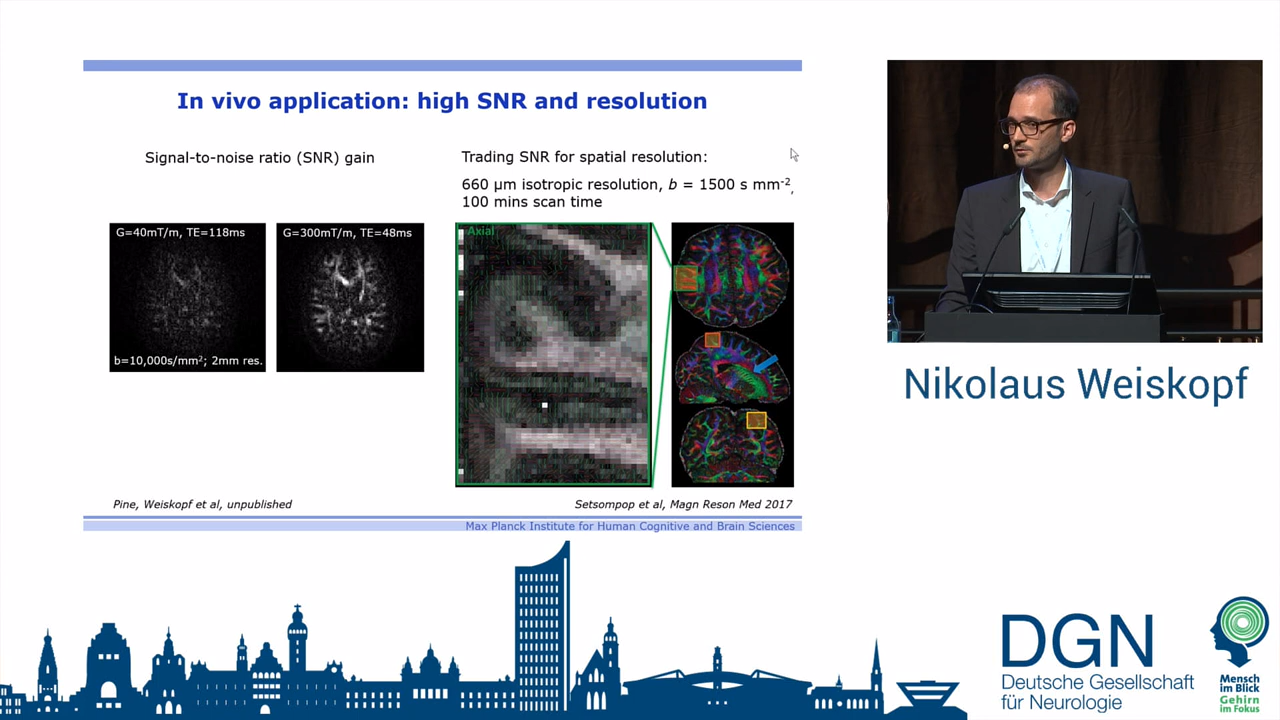 In vivo application: high SNR and resolution
Signal-to-noise ratio (SNR) gain
G=40mT/m, TE=118ms
b=10,000s/mm²; 2mm res.
G=300mT/m, TE=48ms
Trading SNR for spatial resolution:
660 µm isotropic resolution, b = 1500 s mm⁻²,
100 mins scan time
Axial
Pine, Weiskopf et al, unpublished
Setsompop et al, Magn Reson Med 2017
Max Planck Institute for Human Cognitive and Brain Sciences
Nikolaus Weiskopf
DGN
Deutsche Gesellschaft
für Neurologie
Mensch
im Blick
Gehirn
im Fokus